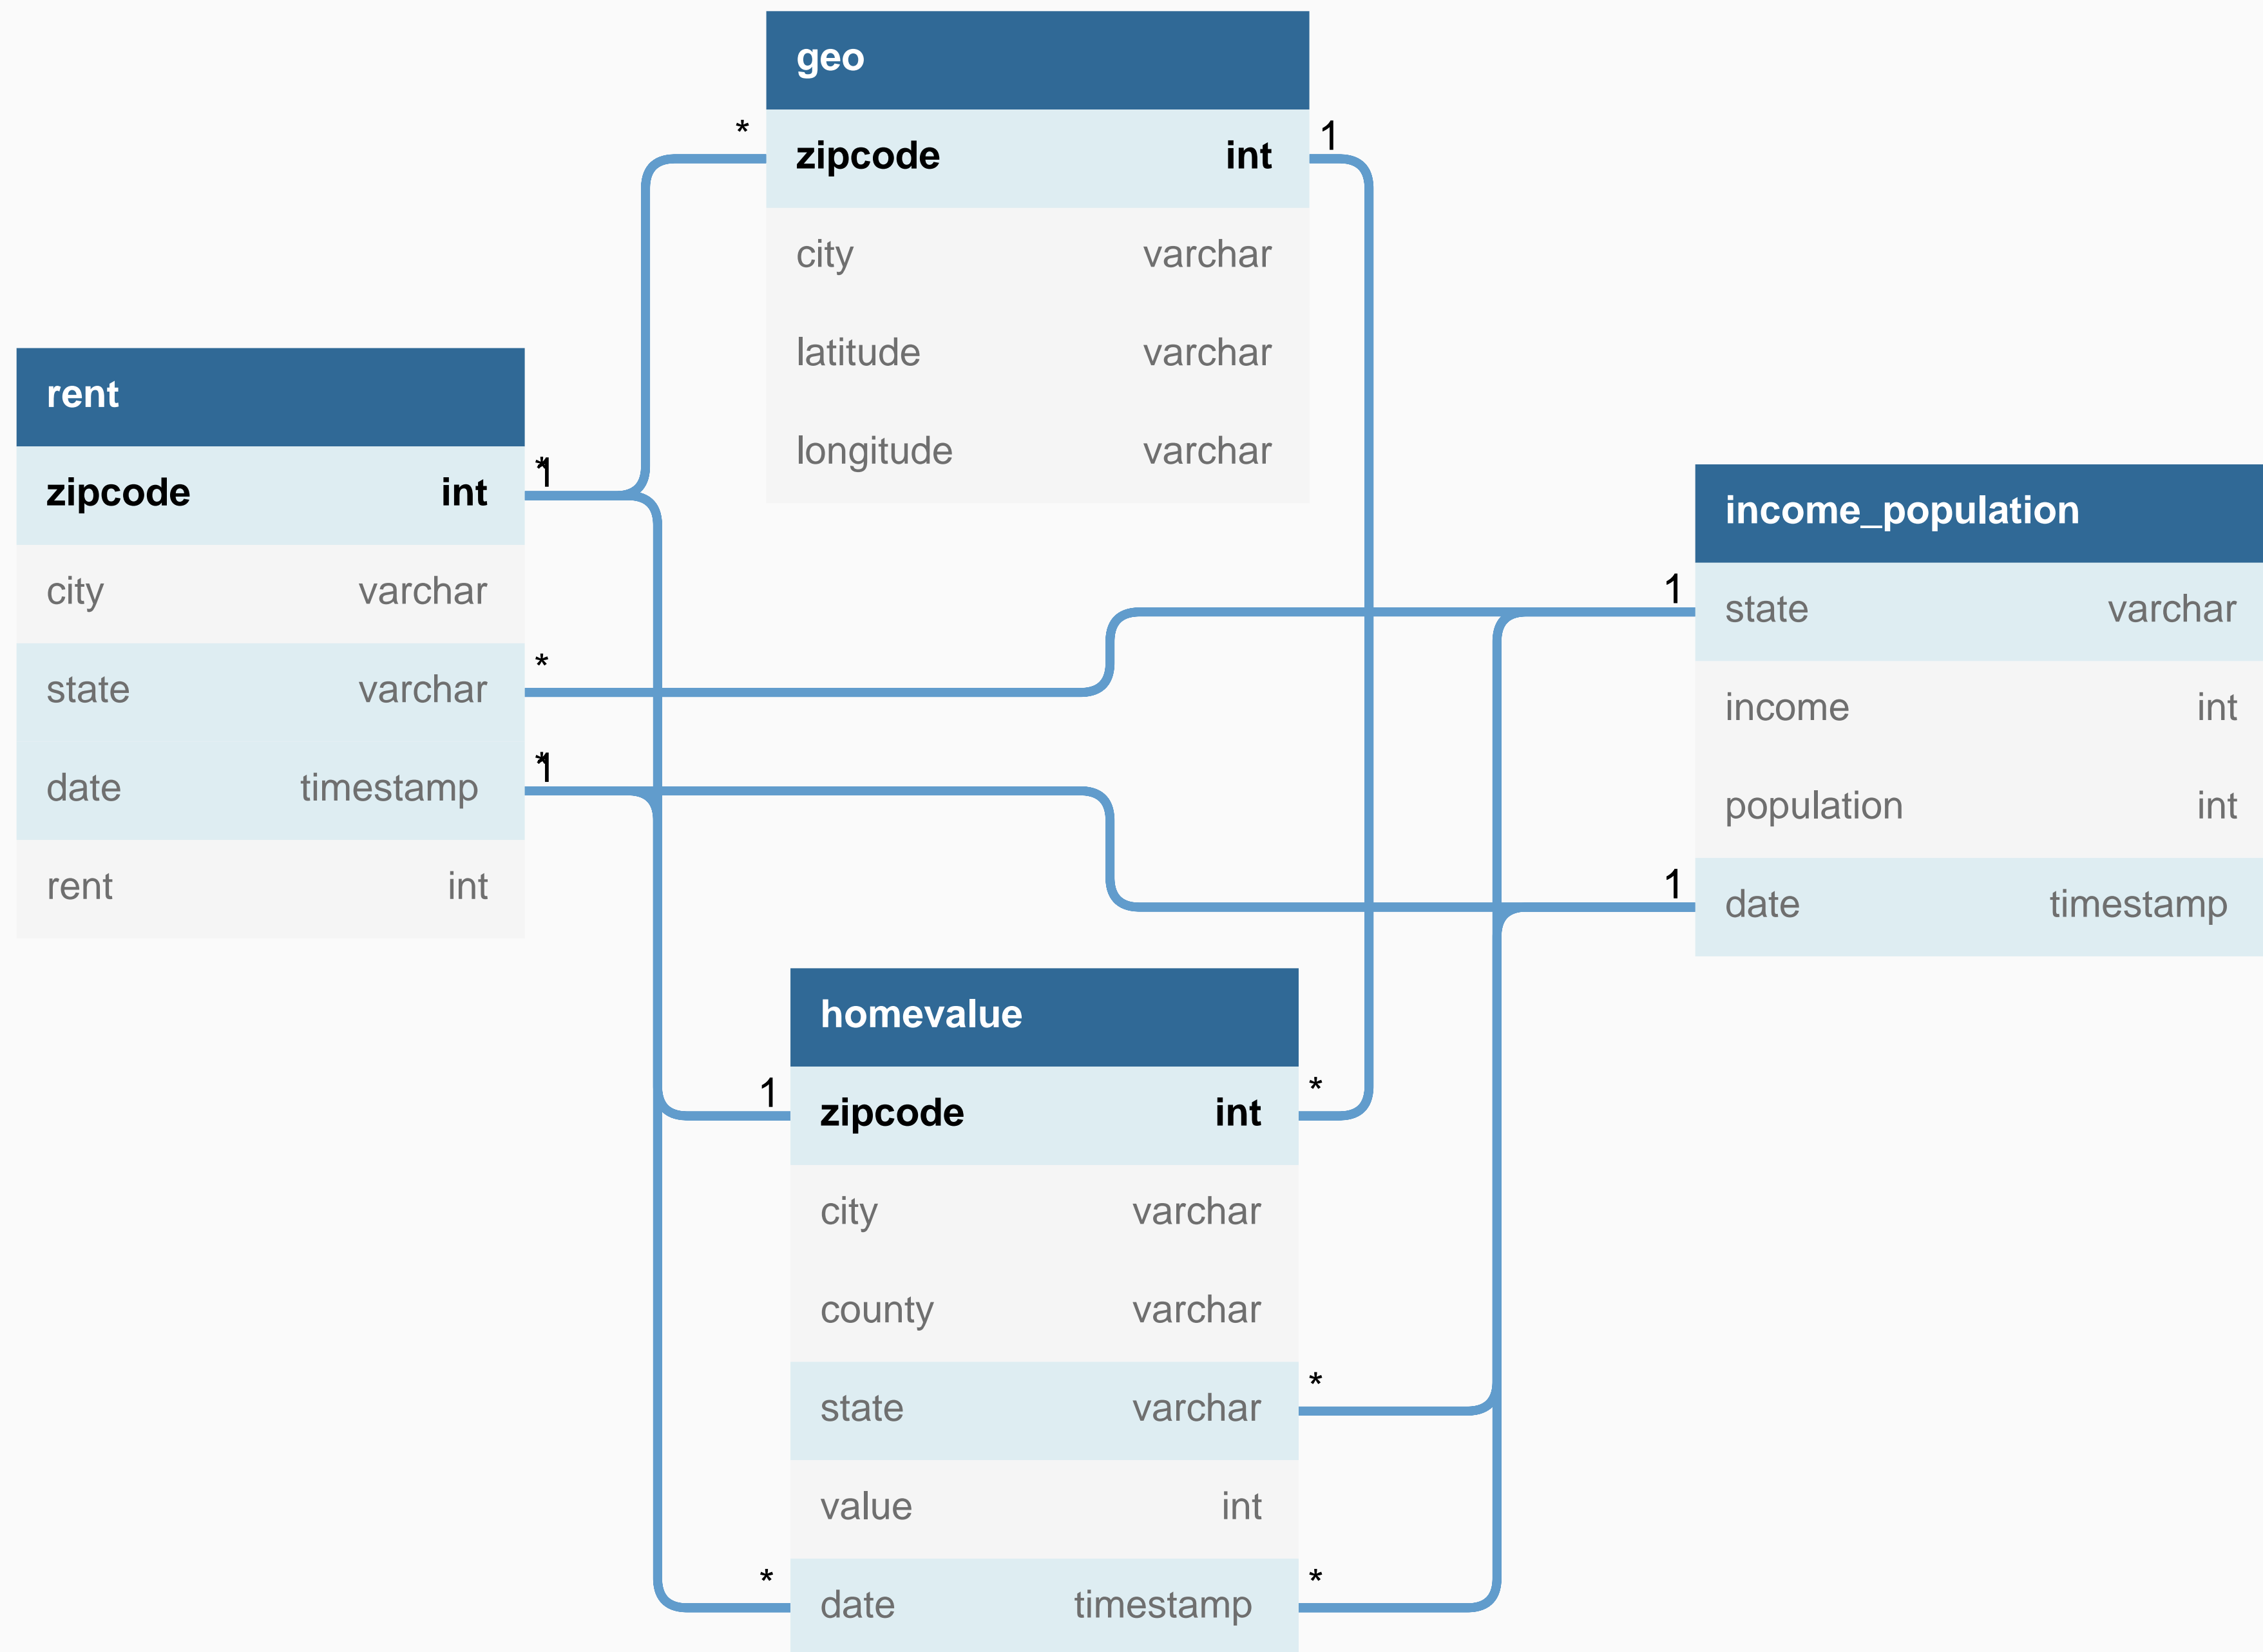 geo
* zipcode int 1
city varchar
latitude varchar
longitude varchar
rent
zipcode int *1
city varchar
state varchar *
date timestamp *1
rent int
income_population
1 state varchar
income int
population int
1 date timestamp
homevalue
1 zipcode int *
city varchar
county varchar
state varchar *
value int
* date timestamp *